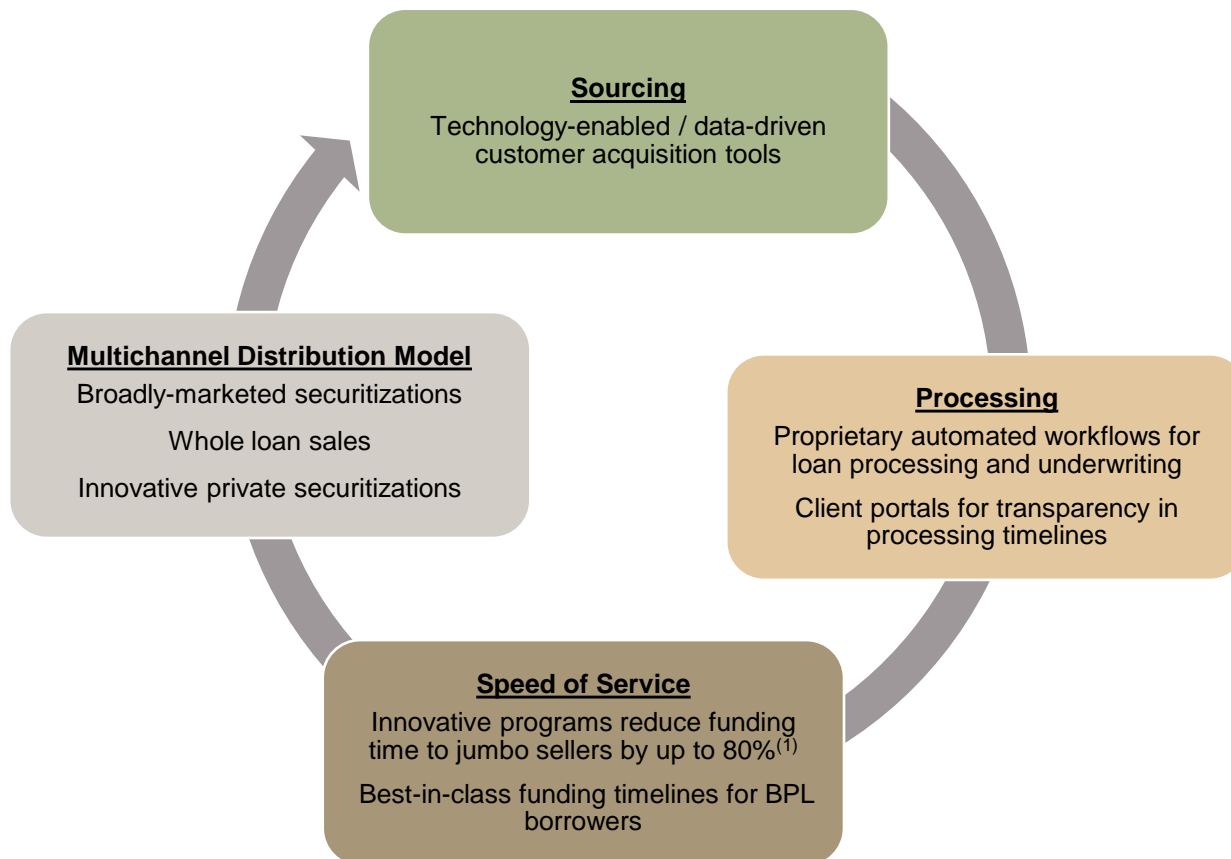 Sourcing
Technology-enabled / data-driven
customer acquisition tools
Multichannel Distribution Model
Broadly-marketed securitizations
Whole loan sales
Innovative private securitizations
Processing
Proprietary automated workflows for
loan processing and underwriting
Client portals for transparency in
processing timelines
Speed of Service
Innovative programs reduce funding
time to jumbo sellers by up to 80%(1)
Best-in-class funding timelines for BPL
borrowers